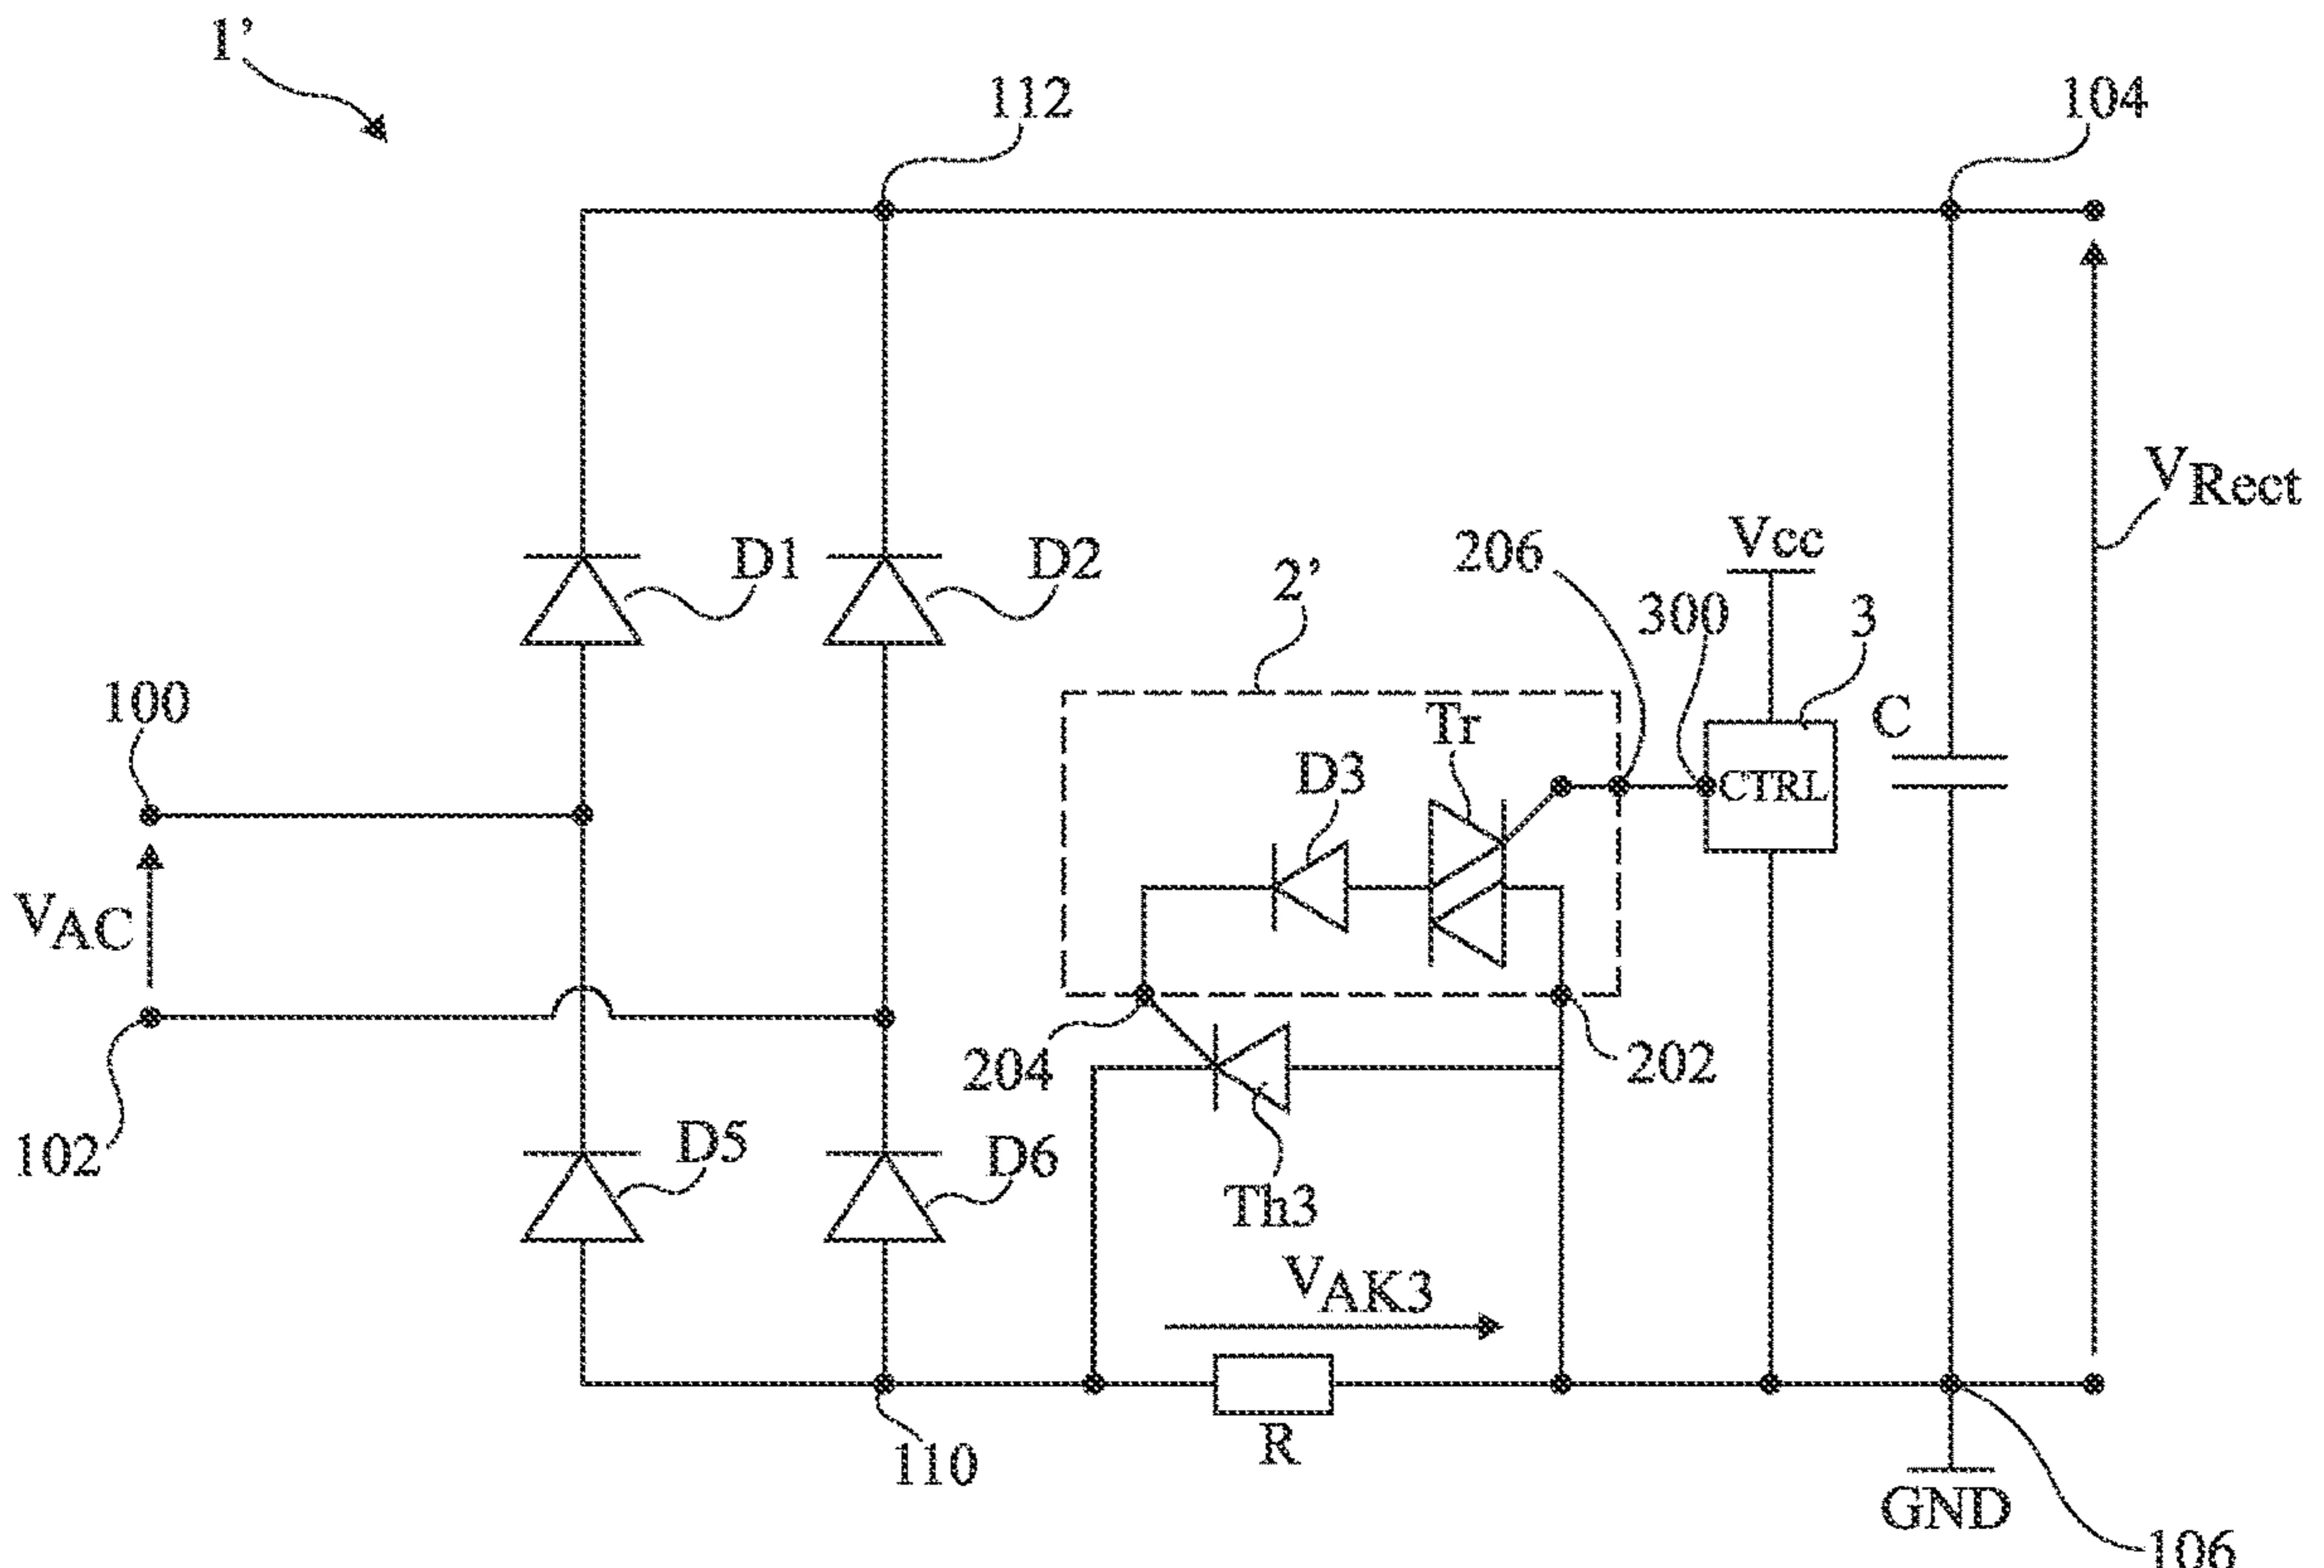 1’
112
104
VRect
D1
D2
206
Vcc
2’
300
3
100
Tr
C
D3
CTRL
VAC
204
202
102
D5
D6
Th3
VAK3
R
110
GND
106